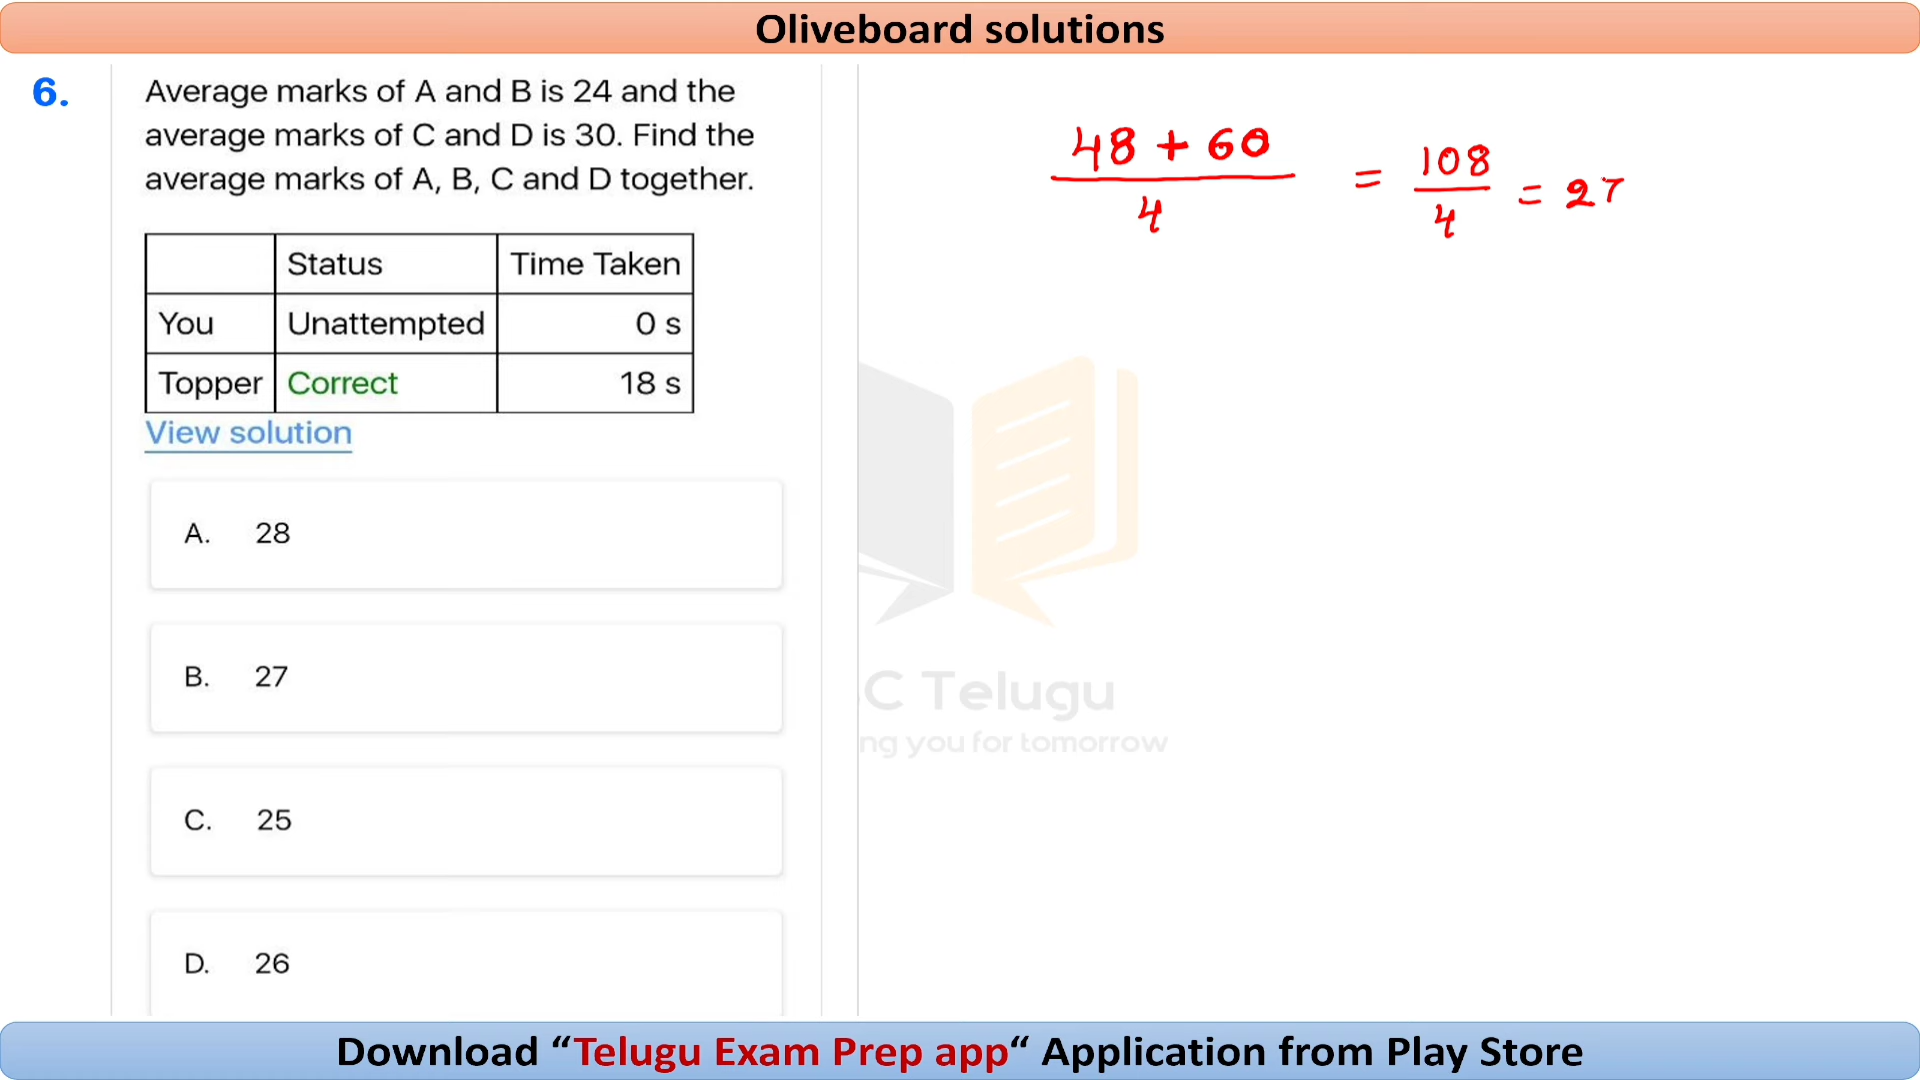 Oliveboard solutions
6.
Average marks of A and B is 24 and the
average marks of C and D is 30. Find the
average marks of A, B, C and D together.
Status Time Taken
You Unattempted 0 s
Topper Correct 18 s
View solution
A. 28
B. 27
C. 25
D. 26
48 + 60 / 4 = 108 / 4 = 27
C Telugu
ng you for tomorrow
Download “Telugu Exam Prep app“ Application from Play Store